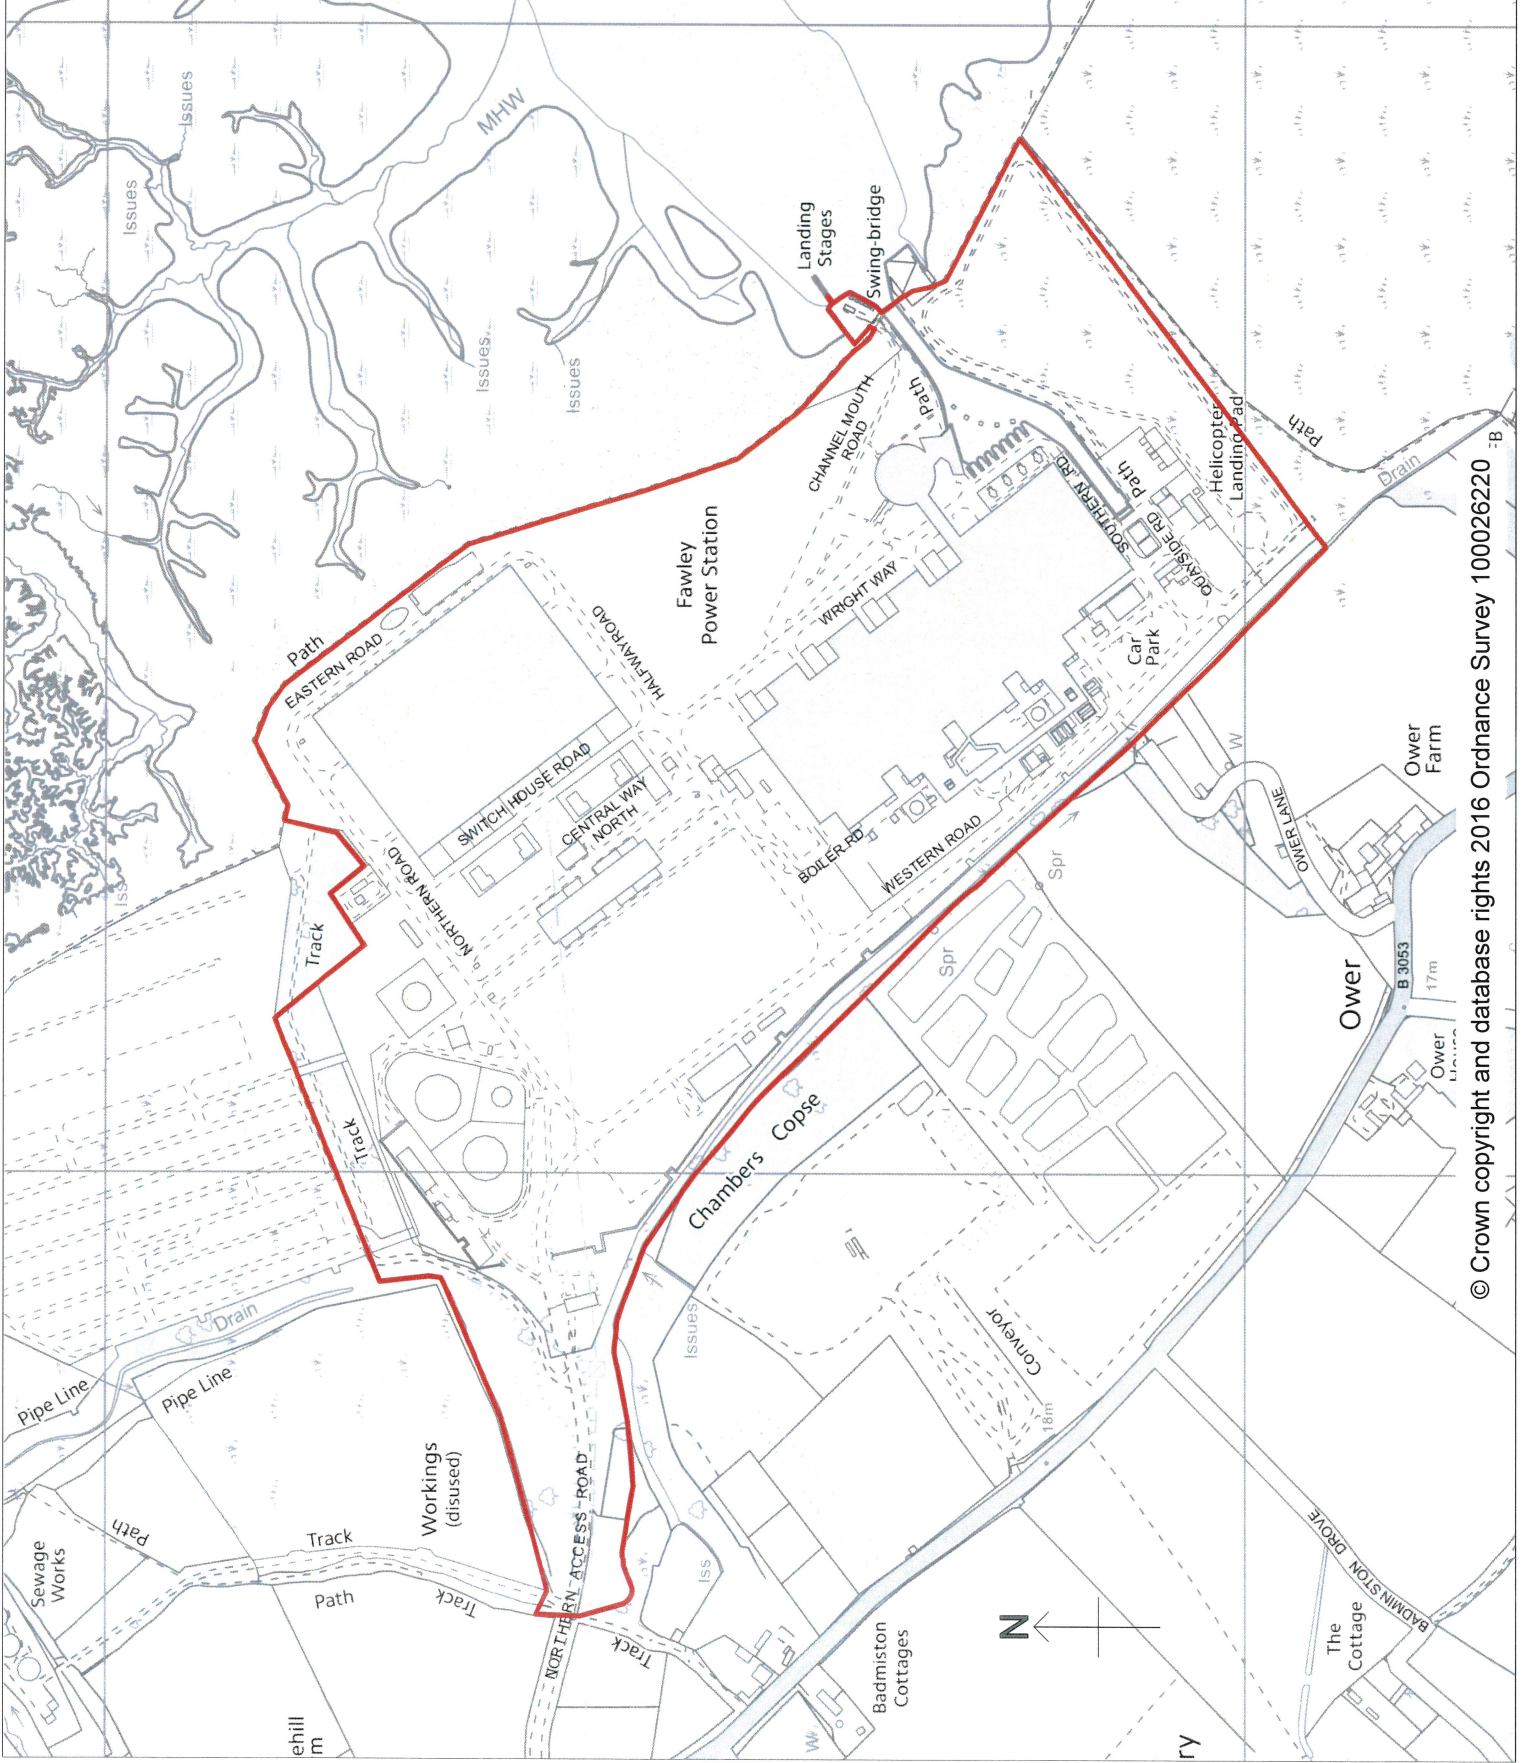 Sewage
Works
Path
Track
Path
Track
Workings
(disused)
Pipe Line
Pipe Line
Drain
NORTHERN ACCESS ROAD
Track
ehill
m
Issues
Issues
MHW
Issues
Issues
Iss
Path
EASTERN ROAD
Track
Track
NORTHERN ROAD
SWITCH HOUSE ROAD
CENTRAL WAY
NORTH
HALFWAY ROAD
Fawley
Power Station
Landing
Stages
Swing-bridge
CHANNEL MOUTH
ROAD
Path
WRIGHT WAY
BOILER RD
WESTERN ROAD
SOUTHERN RD
Path
QUAYSIDE RD
Car
Park
Helicopter
Landing Pad
Path
Drain
FB
Chambers Copse
Issues
Iss
Spr
Spr
W
OWER LANE
Ower
Farm
Ower
B 3053
17m
Ower
Conveyor
18m
Badmiston
Cottages
W
N
The
Cottage
BADMINSTON DROVE
ry
© Crown copyright and database rights 2016 Ordnance Survey 100026220